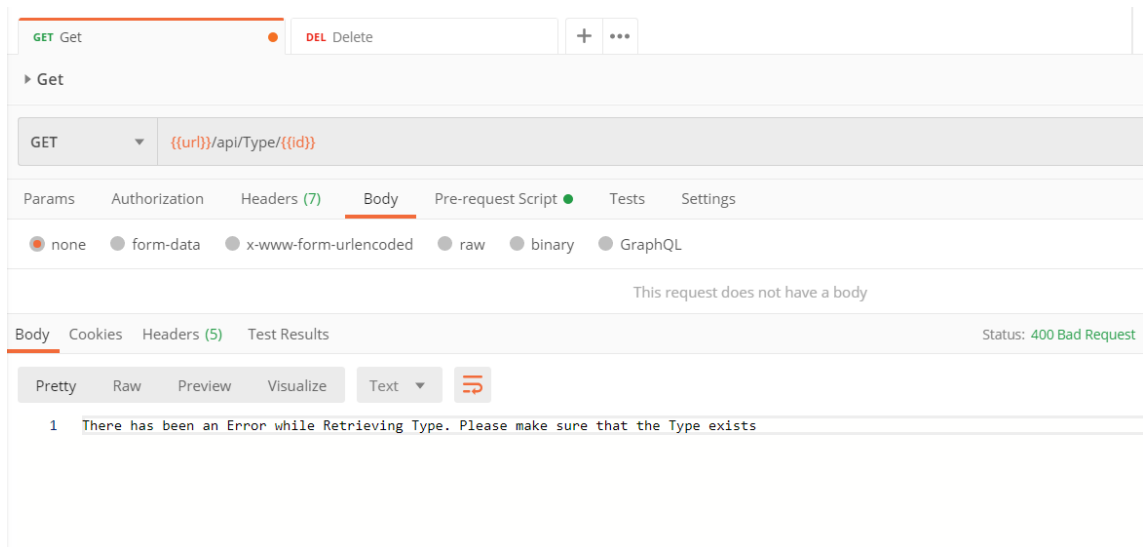 GET Get DEL Delete
Get
GET {{url}}/api/Type/{{id}}
Params Authorization Headers (7) Body Pre-request Script Tests Settings
none form-data x-www-form-urlencoded raw binary GraphQL
This request does not have a body
Body Cookies Headers (5) Test Results Status: 400 Bad Request
Pretty Raw Preview Visualize Text
1 There has been an Error while Retrieving Type. Please make sure that the Type exists